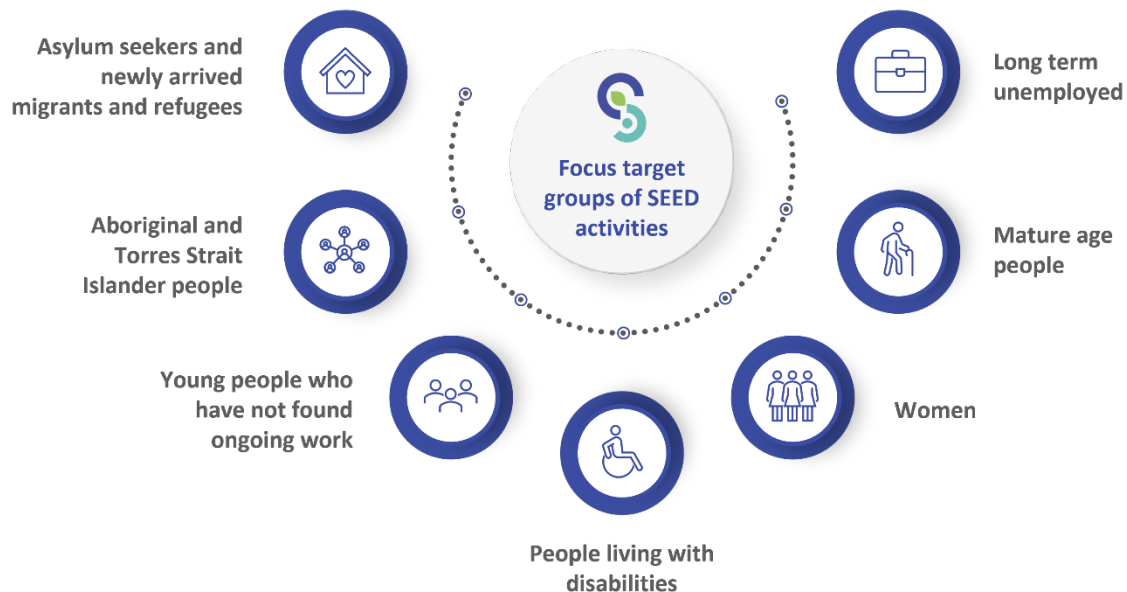 Focus target
groups of SEED
activities
Asylum seekers and
newly arrived
migrants and refugees
Aboriginal and
Torres Strait
Islander people
Young people who
have not found
ongoing work
People living with
disabilities
Women
Mature age
people
Long term
unemployed